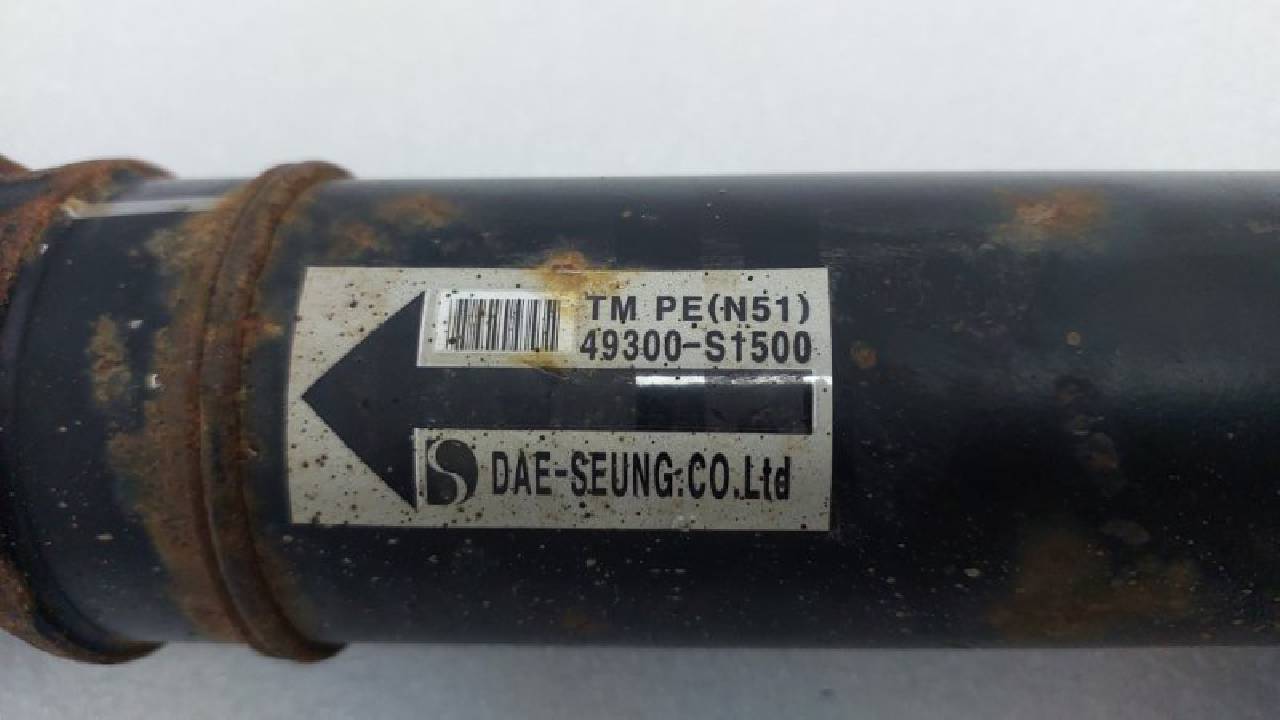 TM PE(N51)
49300-S1500
DAE-SEUNG.CO.Ltd